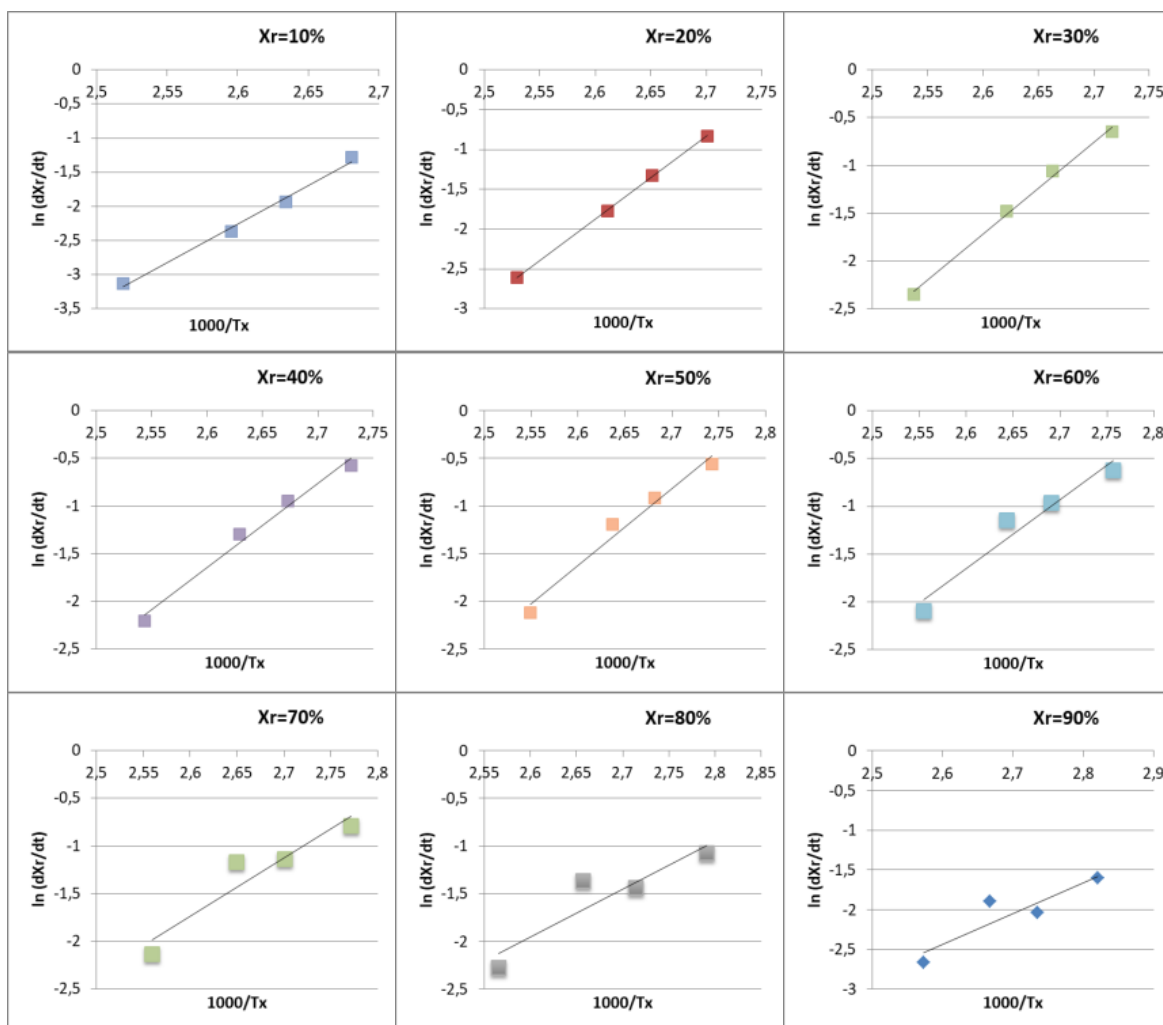 Xr=10%
0
2,5 2,55 2,6 2,65 2,7
-0,5
-1
-1,5
-2
-2,5
-3
-3,5
ln (dXr/dt)
1000/Tx
Xr=20%
0
2,5 2,55 2,6 2,65 2,7 2,75
-0,5
-1
-1,5
-2
-2,5
-3
ln (dXr/dt)
1000/Tx
Xr=30%
0
2,5 2,55 2,6 2,65 2,7 2,75
-0,5
-1
-1,5
-2
-2,5
ln (dXr/dt)
1000/Tx
Xr=40%
0
2,5 2,55 2,6 2,65 2,7 2,75
-0,5
-1
-1,5
-2
-2,5
ln (dXr/dt)
1000/Tx
Xr=50%
0
2,5 2,55 2,6 2,65 2,7 2,75 2,8
-0,5
-1
-1,5
-2
-2,5
ln (dXr/dt)
1000/Tx
Xr=60%
0
2,5 2,55 2,6 2,65 2,7 2,75 2,8
-0,5
-1
-1,5
-2
-2,5
ln (dXr/dt)
1000/Tx
Xr=70%
0
2,5 2,55 2,6 2,65 2,7 2,75 2,8
-0,5
-1
-1,5
-2
-2,5
ln (dXr/dt)
1000/Tx
Xr=80%
0
2,55 2,6 2,65 2,7 2,75 2,8 2,85
-0,5
-1
-1,5
-2
-2,5
ln (dXr/dt)
1000/Tx
Xr=90%
0
2,5 2,6 2,7 2,8 2,9
-0,5
-1
-1,5
-2
-2,5
-3
ln (dXr/dt)
1000/Tx